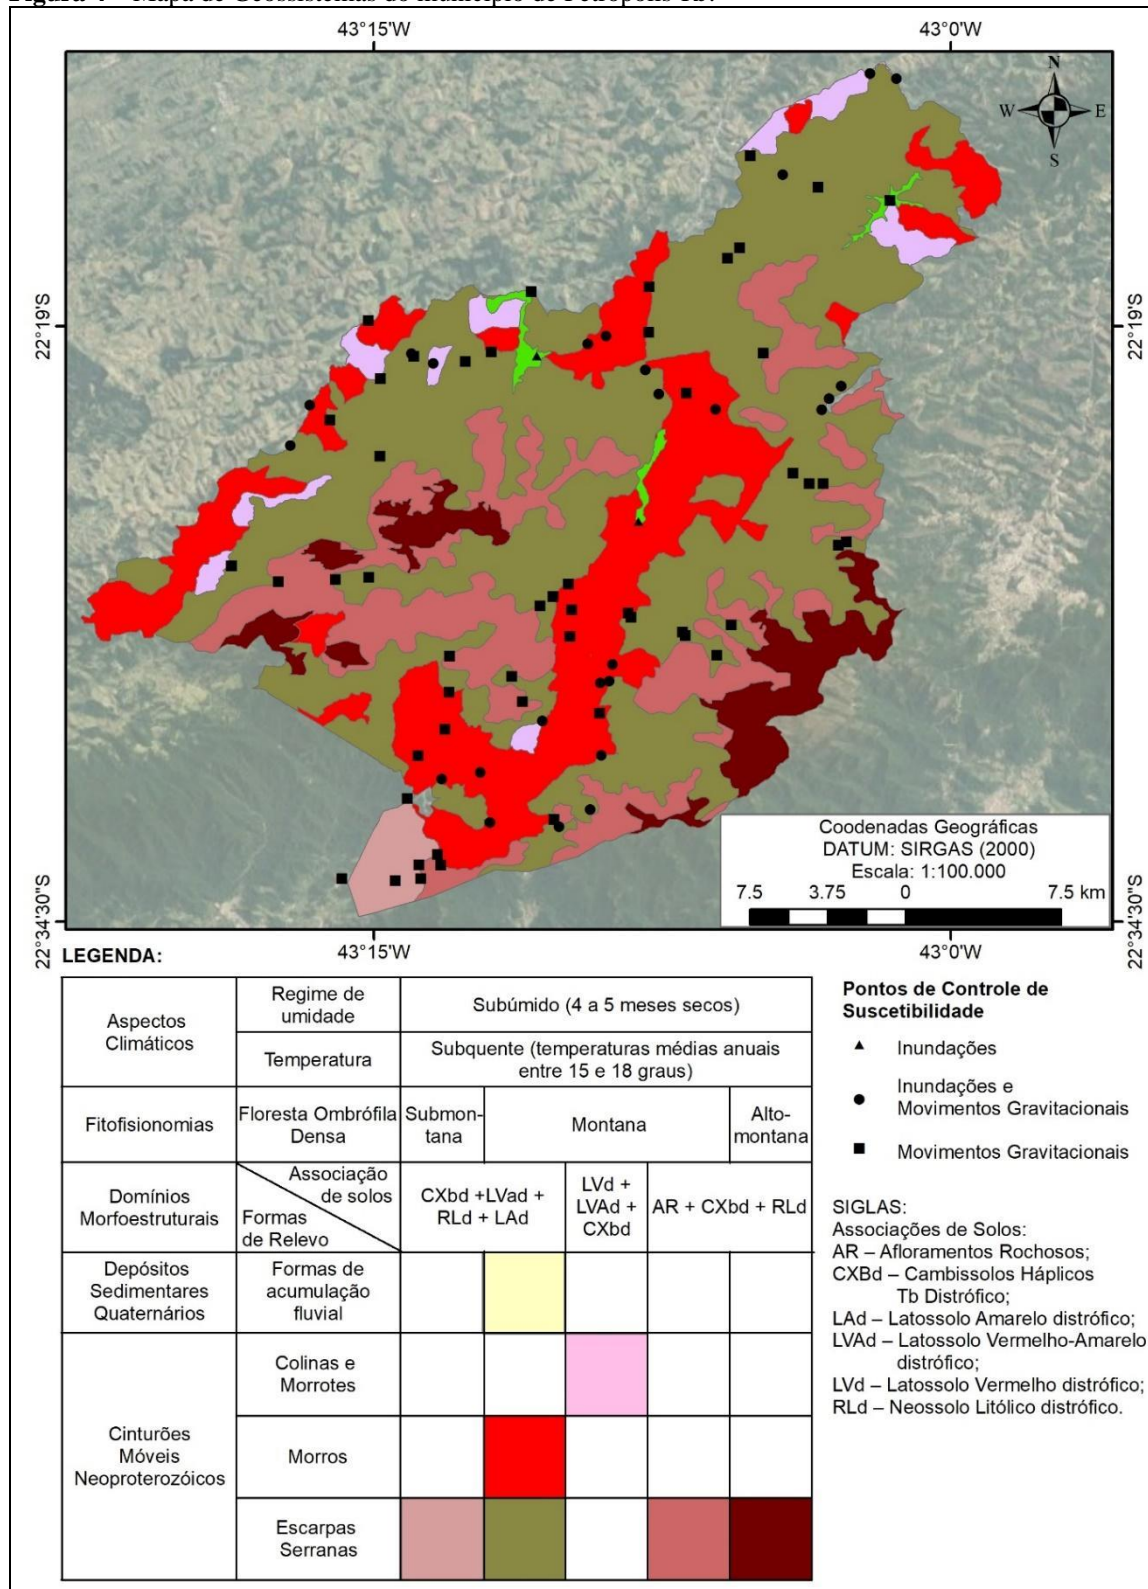 Figura 4 – Mapa de Geossistemas do município de Petrópolis-RJ.
43°15'W
43°0'W
N
W
E
S
22°19'S
22°19'S
Coodenadas Geográficas
DATUM: SIRGAS (2000)
Escala: 1:100.000
7.5
3.75
0
7.5 km
22°34'30"S
22°34'30"S
43°15'W
43°0'W
LEGENDA:
Aspectos
Climáticos
Regime de
umidade
Subúmido (4 a 5 meses secos)
Temperatura
Subquente (temperaturas médias anuais
entre 15 e 18 graus)
Fitofisionomias
Floresta Ombrófila
Densa
Submon-
tana
Montana
Alto-
montana
Domínios
Morfoestruturais
Associação
de solos
Formas
de Relevo
CXbd +LVad +
RLd + LAd
LVd +
LVAd +
CXbd
AR + CXbd + RLd
Depósitos
Sedimentares
Quaternários
Formas de
acumulação
fluvial
Cinturões
Móveis
Neoproterozóicos
Colinas e
Morrotes
Morros
Escarpas
Serranas
Pontos de Controle de
Suscetibilidade
Inundações
Inundações e
Movimentos Gravitacionais
Movimentos Gravitacionais
SIGLAS:
Associações de Solos:
AR – Afloramentos Rochosos;
CXBd – Cambissolos Háplicos
Tb Distrófico;
LAd – Latossolo Amarelo distrófico;
LVAd – Latossolo Vermelho-Amarelo
distrófico;
LVd – Latossolo Vermelho distrófico;
RLd – Neossolo Litólico distrófico.